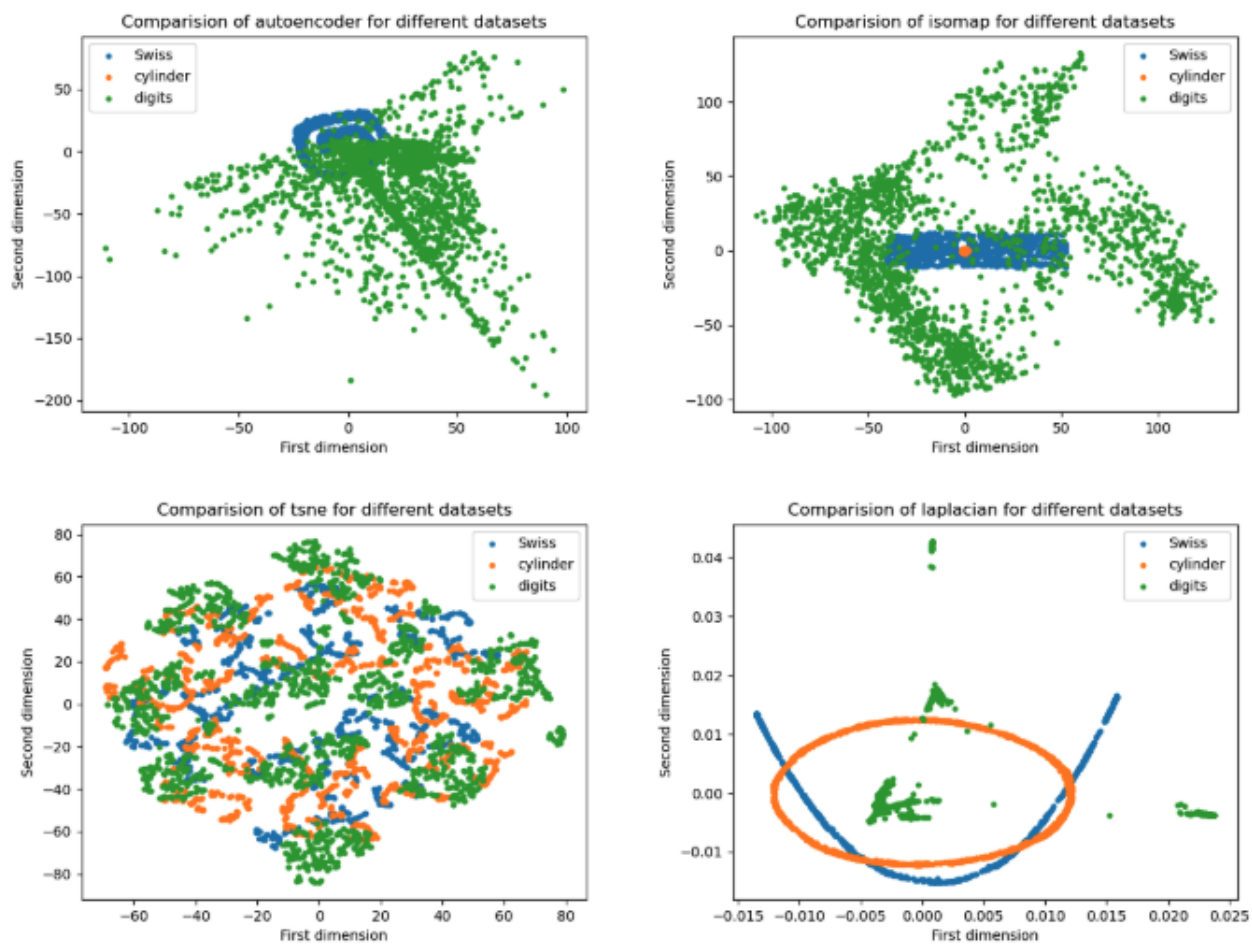 Comparision of autoencoder for different datasets
Swiss
cylinder
digits
50
0
−50
−100
−150
−200
Second dimension
−100 −50 0 50 100
First dimension
Comparision of isomap for different datasets
Swiss
cylinder
digits
100
50
0
−50
−100
Second dimension
−100 −50 0 50 100
First dimension
Comparision of tsne for different datasets
Swiss
cylinder
digits
80
60
40
20
0
−20
−40
−60
−80
Second dimension
−60 −40 −20 0 20 40 60 80
First dimension
Comparision of laplacian for different datasets
Swiss
cylinder
digits
0.04
0.03
0.02
0.01
0.00
−0.01
Second dimension
−0.015 −0.010 −0.005 0.000 0.005 0.010 0.015 0.020 0.025
First dimension